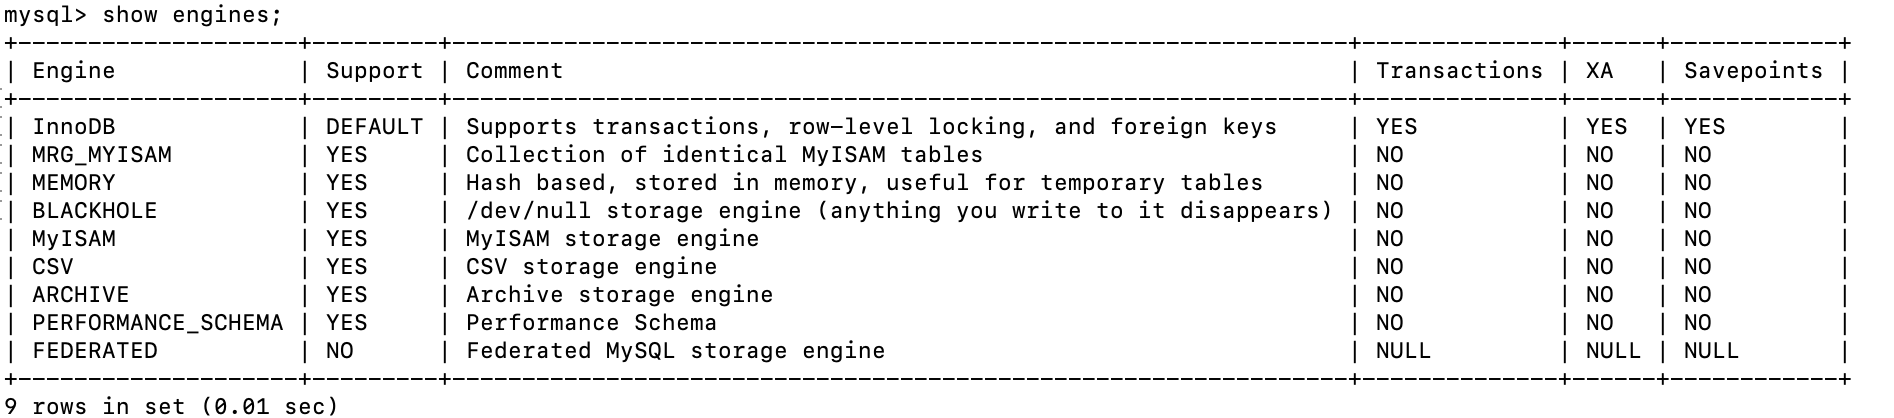 mysql> show engines;
+--------------------+---------+----------------------------------------------------------------+--------------+------+------------+
| Engine             | Support | Comment                                                        | Transactions | XA   | Savepoints |
+--------------------+---------+----------------------------------------------------------------+--------------+------+------------+
| InnoDB             | DEFAULT | Supports transactions, row-level locking, and foreign keys     | YES          | YES  | YES        |
| MRG_MYISAM         | YES     | Collection of identical MyISAM tables                          | NO           | NO   | NO         |
| MEMORY             | YES     | Hash based, stored in memory, useful for temporary tables      | NO           | NO   | NO         |
| BLACKHOLE          | YES     | /dev/null storage engine (anything you write to it disappears) | NO           | NO   | NO         |
| MyISAM             | YES     | MyISAM storage engine                                          | NO           | NO   | NO         |
| CSV                | YES     | CSV storage engine                                             | NO           | NO   | NO         |
| ARCHIVE            | YES     | Archive storage engine                                         | NO           | NO   | NO         |
| PERFORMANCE_SCHEMA | YES     | Performance Schema                                             | NO           | NO   | NO         |
| FEDERATED          | NO      | Federated MySQL storage engine                                 | NULL         | NULL | NULL       |
+--------------------+---------+----------------------------------------------------------------+--------------+------+------------+
9 rows in set (0.01 sec)